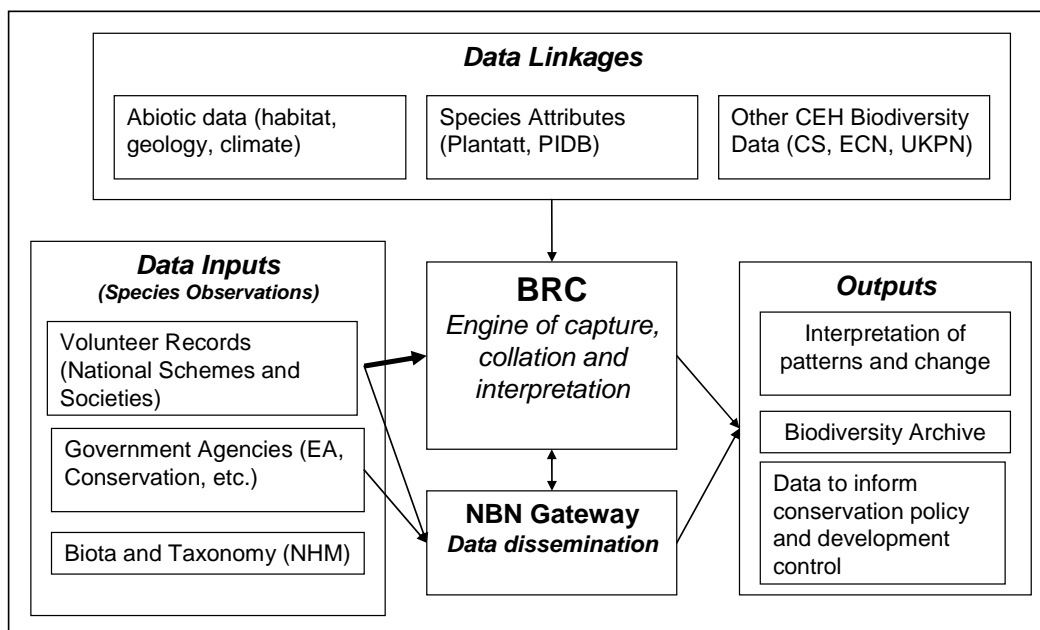 Data Linkages
Abiotic data (habitat,
geology, climate)
Species Attributes
(Plantatt, PIDB)
Other CEH Biodiversity
Data (CS, ECN, UKPN)
Data Inputs
(Species Observations)
Volunteer Records
(National Schemes and
Societies)
Government Agencies (EA,
Conservation, etc.)
Biota and Taxonomy (NHM)
BRC
Engine of capture,
collation and
interpretation
NBN Gateway
Data dissemination
Outputs
Interpretation of
patterns and change
Biodiversity Archive
Data to inform
conservation policy
and development
control